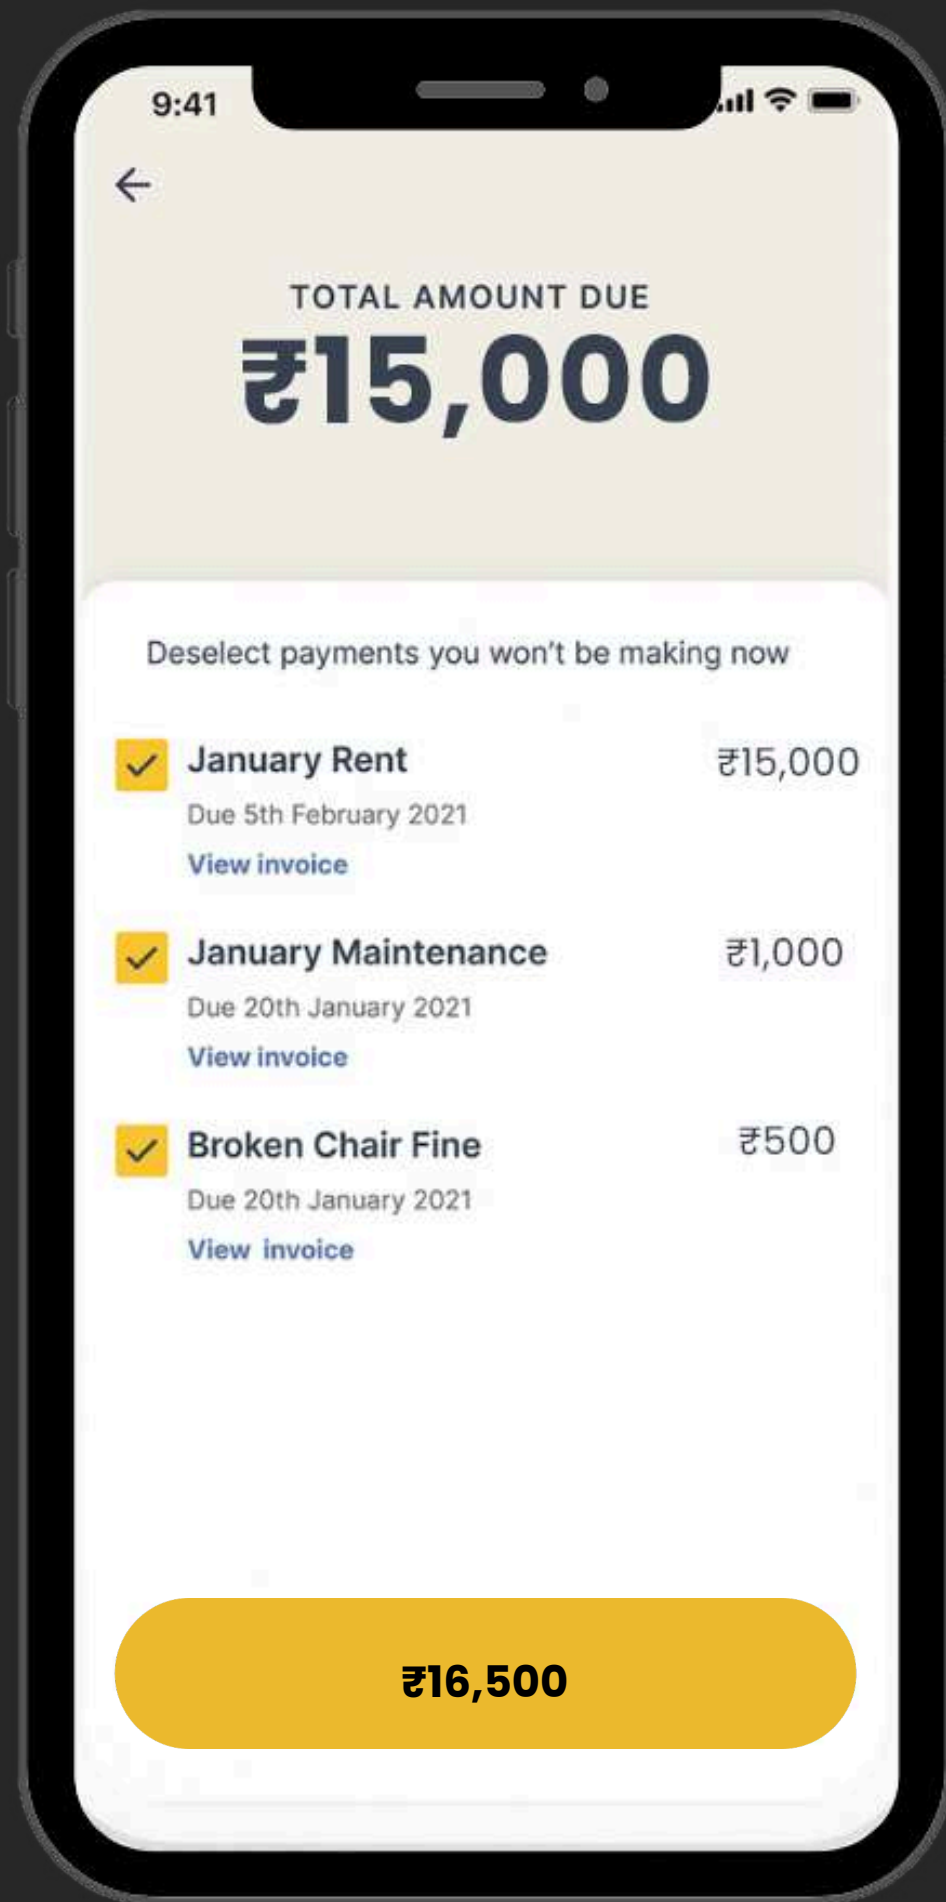 9:41
TOTAL AMOUNT DUE
₹15,000
Deselect payments you won't be making now
January Rent ₹15,000
Due 5th February 2021
View invoice
January Maintenance ₹1,000
Due 20th January 2021
View invoice
Broken Chair Fine ₹500
Due 20th January 2021
View invoice
₹16,500